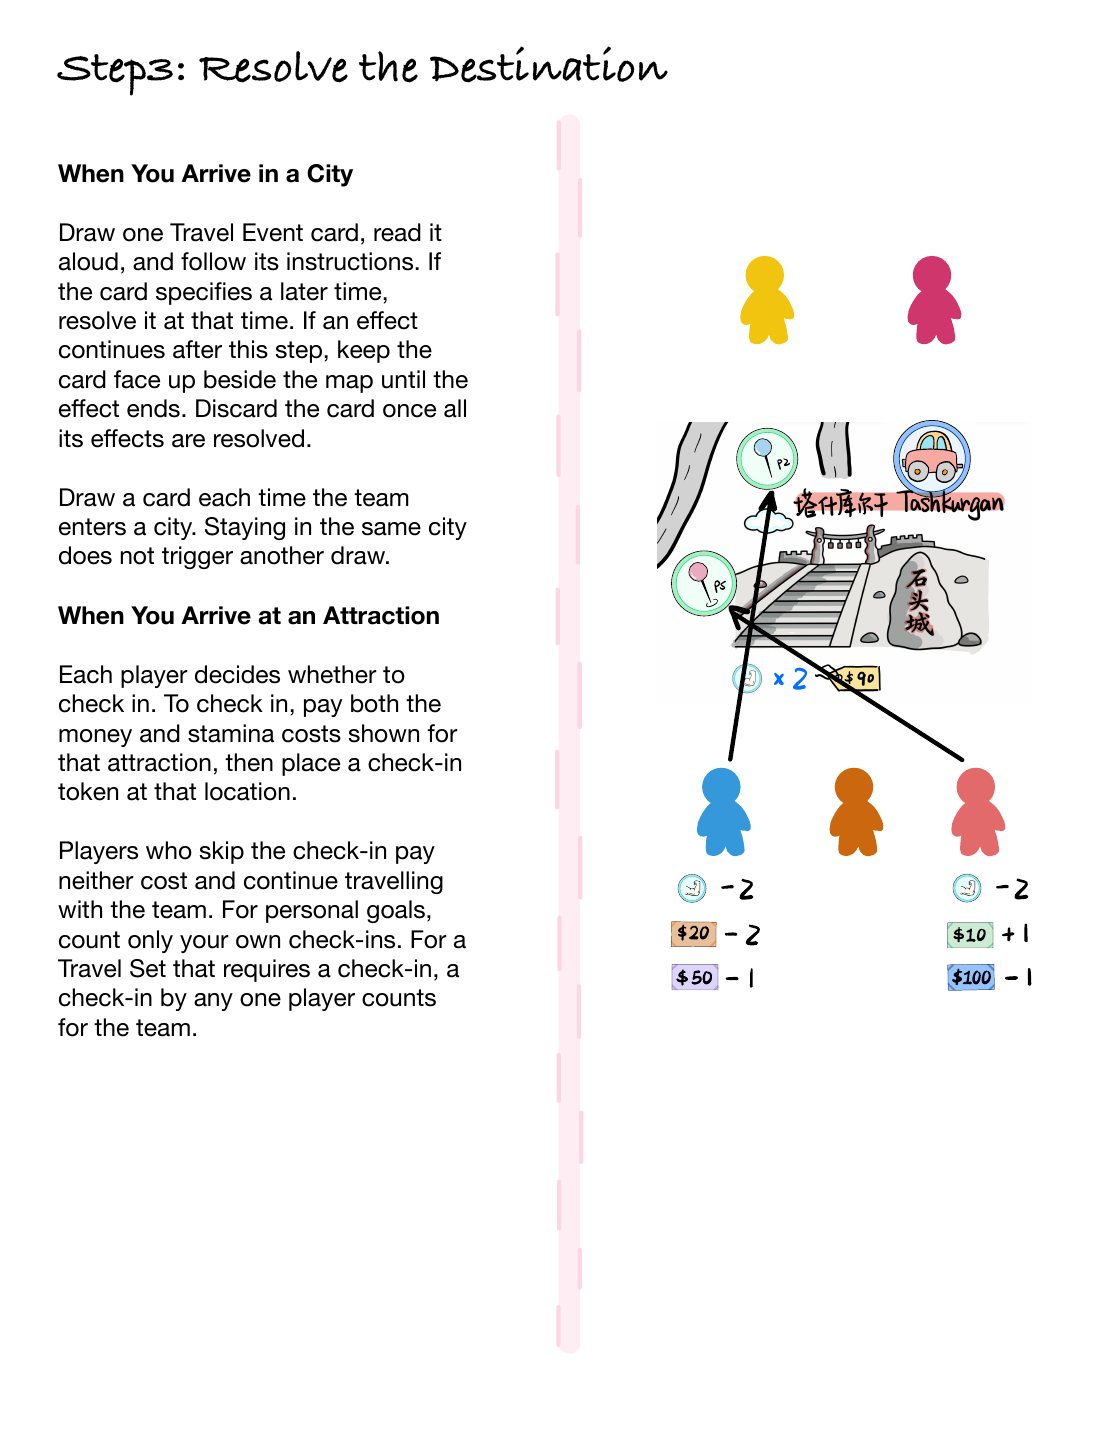 Step3: Resolve the Destination
When You Arrive in a City
Draw one Travel Event card, read it
aloud, and follow its instructions. If
the card specifies a later time,
resolve it at that time. If an effect
continues after this step, keep the
card face up beside the map until the
effect ends. Discard the card once all
its effects are resolved.
Draw a card each time the team
enters a city. Staying in the same city
does not trigger another draw.
When You Arrive at an Attraction
Each player decides whether to
check in. To check in, pay both the
money and stamina costs shown for
that attraction, then place a check-in
token at that location.
Players who skip the check-in pay
neither cost and continue travelling
with the team. For personal goals,
count only your own check-ins. For a
Travel Set that requires a check-in, a
check-in by any one player counts
for the team.
P2
塔什库尔干 Tashkurgan
P5
石头城
x 2 $90
-2
$20 -2
$50 -1
-2
$10 +1
$100 -1